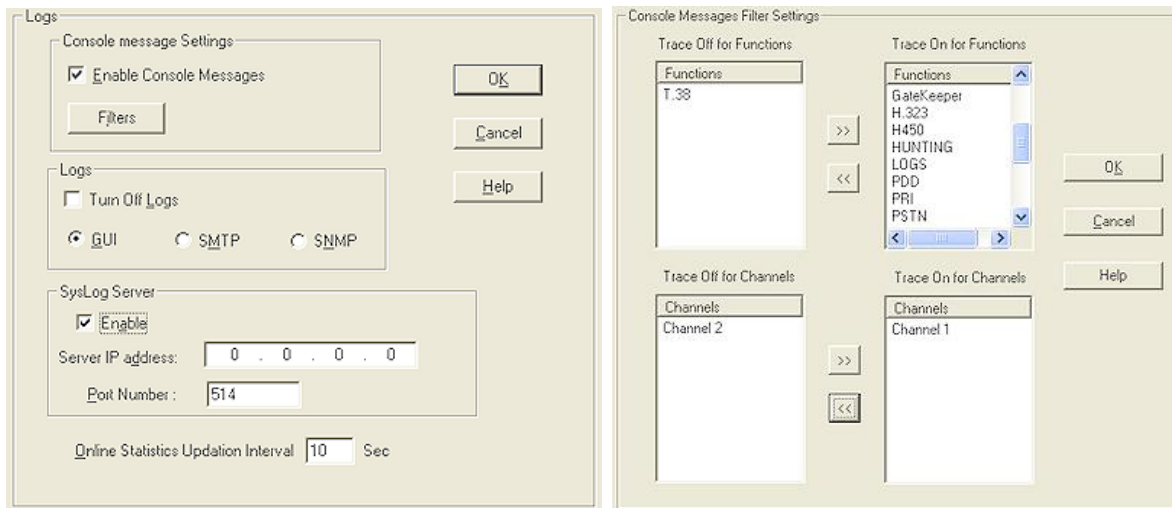 Logs
Console message Settings
Enable Console Messages
Filters
OK
Cancel
Help
Logs
Turn Off Logs
GUI SMTP SNMP
SysLog Server
Enable
Server IP address: 0 . 0 . 0 . 0
Port Number : 514
Online Statistics Updation Interval 10 Sec
Console Messages Filter Settings
Trace Off for Functions
Functions
T.38
>>
<<
Trace On for Functions
Functions
GateKeeper
H.323
H450
HUNTING
LOGS
PDD
PRI
PSTN
OK
Cancel
Help
Trace Off for Channels
Channels
Channel 2
>>
<<
Trace On for Channels
Channels
Channel 1